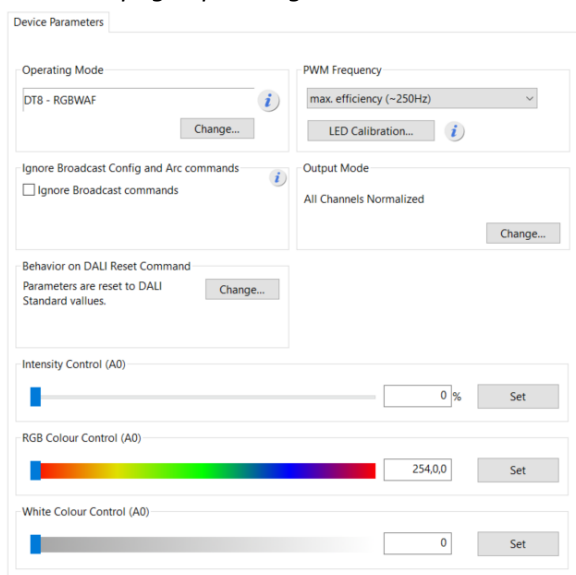 Device Parameters
Operating Mode
DT8 - RGBWAF
Change...
PWM Frequency
max. efficiency (~250Hz)
LED Calibration...
Ignore Broadcast Config and Arc commands
Ignore Broadcast commands
Output Mode
All Channels Normalized
Change...
Behavior on DALI Reset Command
Parameters are reset to DALI
Standard values.
Change...
Intensity Control (A0)
0 %
Set
RGB Colour Control (A0)
254,0,0
Set
White Colour Control (A0)
0
Set